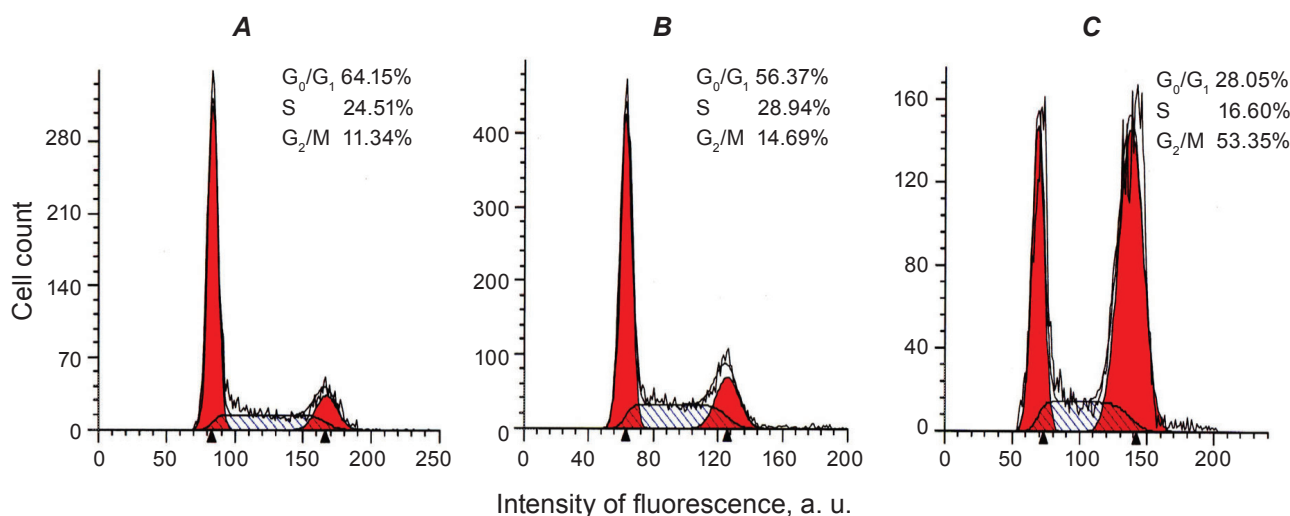 A
G₀/G₁ 64.15%
S 24.51%
G₂/M 11.34%
280
210
140
70
0
0 50 100 150 200 250
B
G₀/G₁ 56.37%
S 28.94%
G₂/M 14.69%
400
300
200
100
0
0 40 80 120 160 200
C
G₀/G₁ 28.05%
S 16.60%
G₂/M 53.35%
160
120
80
40
0
0 50 100 150 200
Cell count
Intensity of fluorescence, a. u.